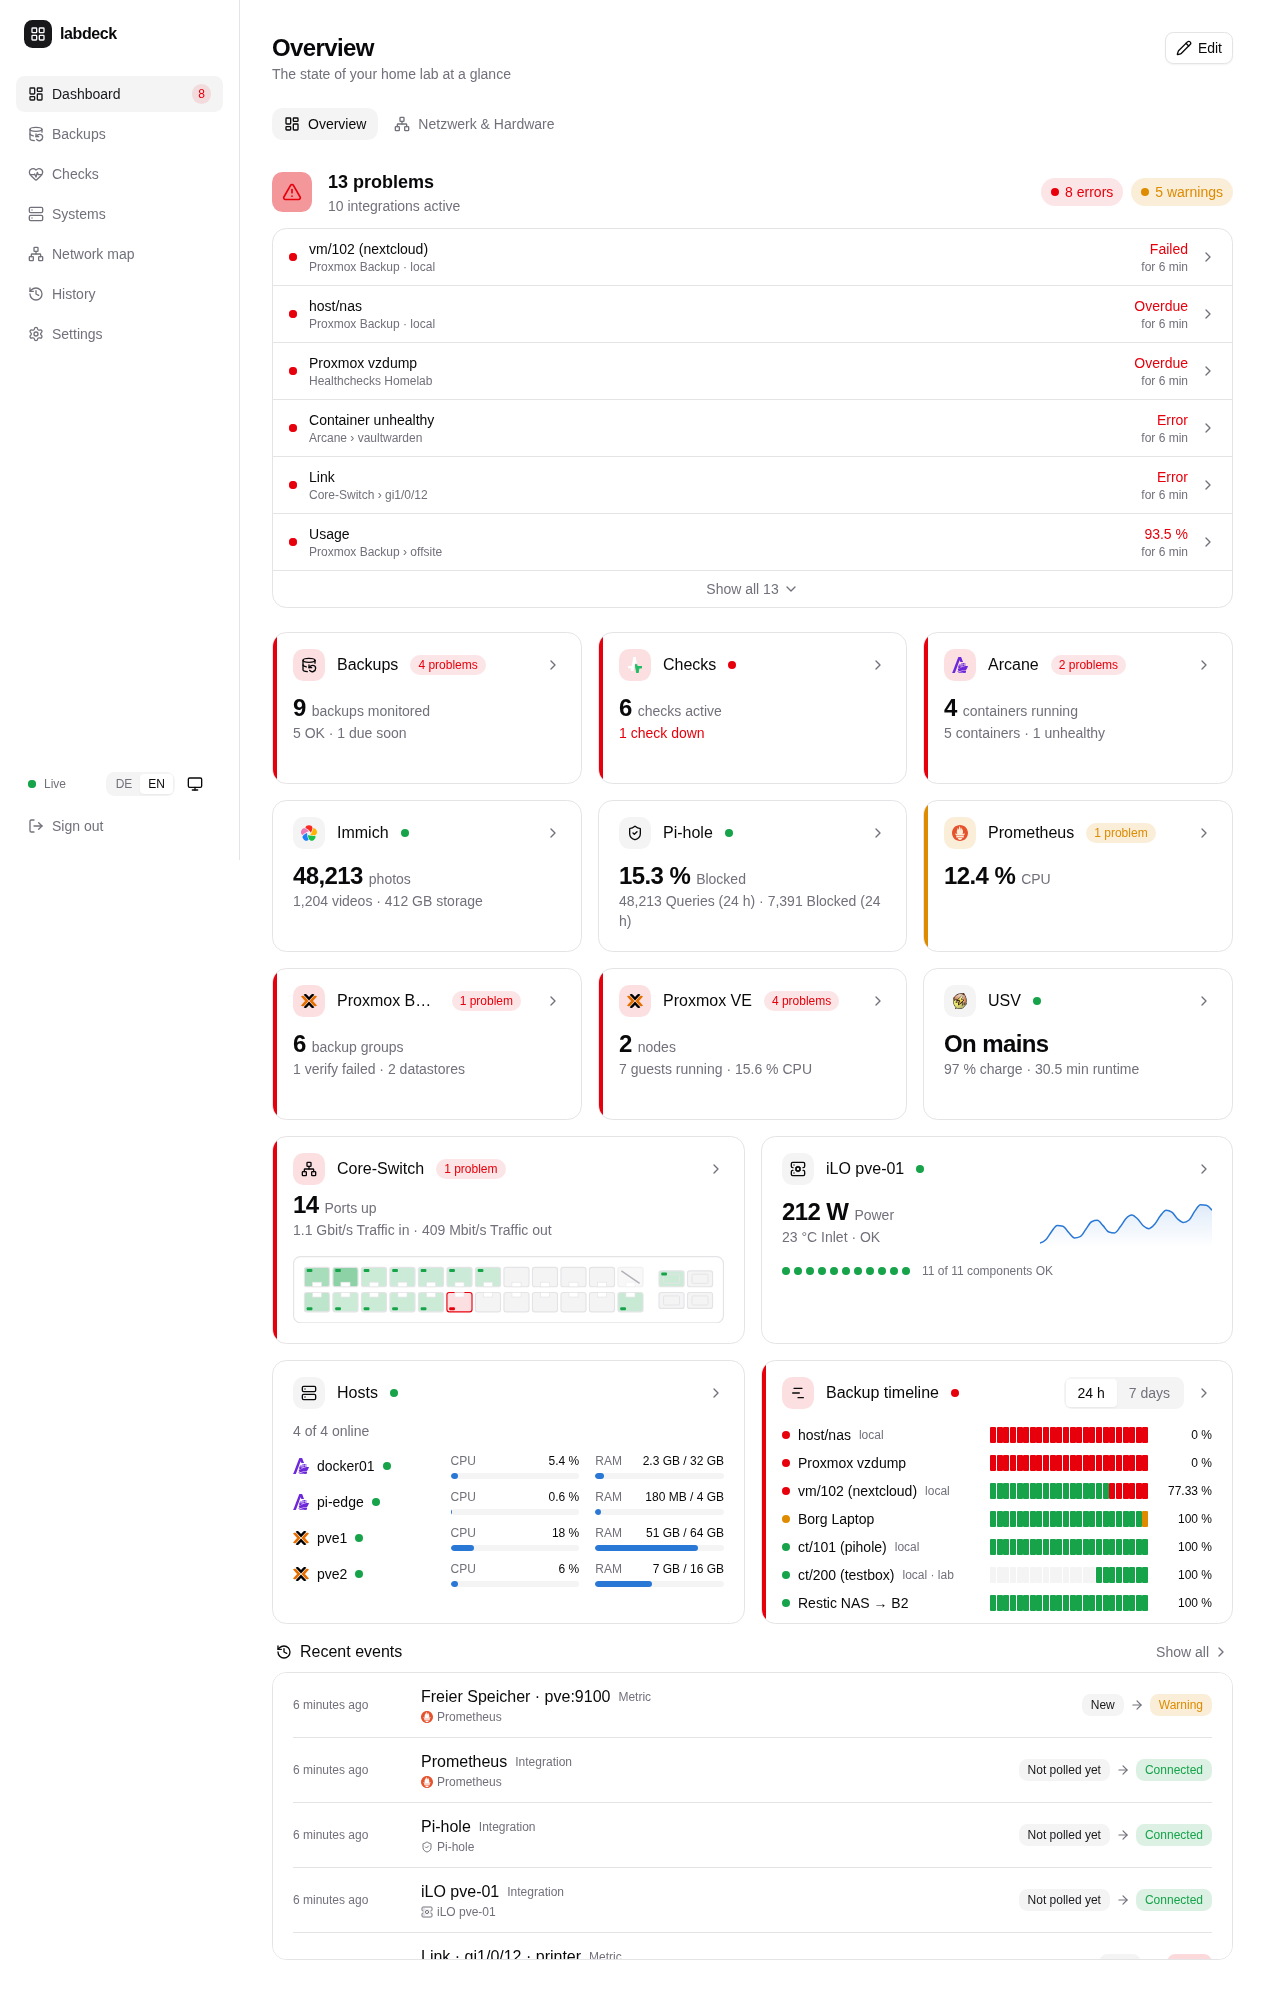 labdeck
Dashboard 8
Backups
Checks
Systems
Network map
History
Settings
Live DE EN
Sign out
Overview
Edit
The state of your home lab at a glance
Overview Netzwerk & Hardware
13 problems
10 integrations active
8 errors 5 warnings
vm/102 (nextcloud) Failed
Proxmox Backup · local for 6 min
host/nas Overdue
Proxmox Backup · local for 6 min
Proxmox vzdump Overdue
Healthchecks Homelab for 6 min
Container unhealthy Error
Arcane › vaultwarden for 6 min
Link Error
Core-Switch › gi1/0/12 for 6 min
Usage 93.5 %
Proxmox Backup › offsite for 6 min
Show all 13
Backups 4 problems
9 backups monitored
5 OK · 1 due soon
Checks
6 checks active
1 check down
Arcane 2 problems
4 containers running
5 containers · 1 unhealthy
Immich
48,213 photos
1,204 videos · 412 GB storage
Pi-hole
15.3 % Blocked
48,213 Queries (24 h) · 7,391 Blocked (24
h)
Prometheus 1 problem
12.4 % CPU
Proxmox B… 1 problem
6 backup groups
1 verify failed · 2 datastores
Proxmox VE 4 problems
2 nodes
7 guests running · 15.6 % CPU
USV
On mains
97 % charge · 30.5 min runtime
Core-Switch 1 problem
14 Ports up
1.1 Gbit/s Traffic in · 409 Mbit/s Traffic out
iLO pve-01
212 W Power
23 °C Inlet · OK
11 of 11 components OK
Hosts
4 of 4 online
docker01 CPU 5.4 % RAM 2.3 GB / 32 GB
pi-edge CPU 0.6 % RAM 180 MB / 4 GB
pve1 CPU 18 % RAM 51 GB / 64 GB
pve2 CPU 6 % RAM 7 GB / 16 GB
Backup timeline 24 h 7 days
host/nas local 0 %
Proxmox vzdump 0 %
vm/102 (nextcloud) local 77.33 %
Borg Laptop 100 %
ct/101 (pihole) local 100 %
ct/200 (testbox) local · lab 100 %
Restic NAS → B2 100 %
Recent events Show all
6 minutes ago Freier Speicher · pve:9100 Metric New → Warning
Prometheus
6 minutes ago Prometheus Integration Not polled yet → Connected
Prometheus
6 minutes ago Pi-hole Integration Not polled yet → Connected
Pi-hole
6 minutes ago iLO pve-01 Integration Not polled yet → Connected
iLO pve-01
Link · gi1/0/12 · printer Metric